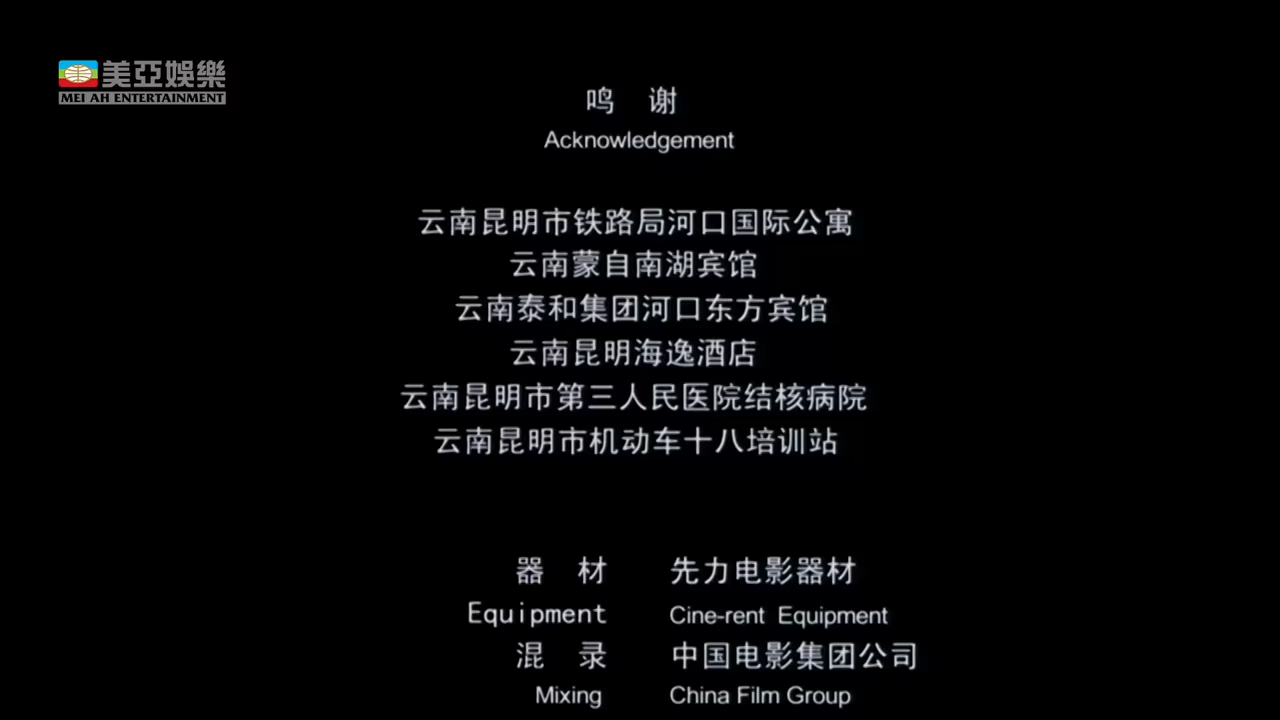 美亞娛樂
MEI AH ENTERTAINMENT
鸣 谢
Acknowledgement
云南昆明市铁路局河口国际公寓
云南蒙自南湖宾馆
云南泰和集团河口东方宾馆
云南昆明海逸酒店
云南昆明市第三人民医院结核病院
云南昆明市机动车十八培训站
器 材 先力电影器材
Equipment Cine-rent Equipment
混 录 中国电影集团公司
Mixing China Film Group